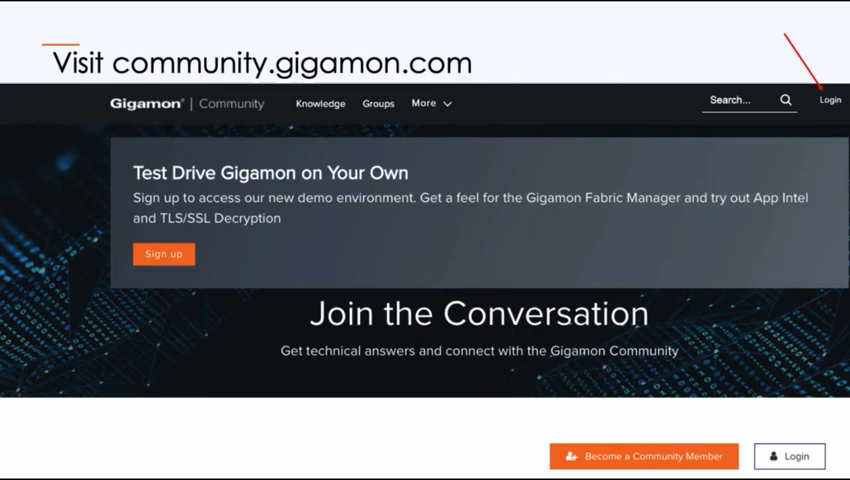 Visit community.gigamon.com
Gigamon® | Community
Knowledge
Groups
More
Search...
Login
Test Drive Gigamon on Your Own
Sign up to access our new demo environment. Get a feel for the Gigamon Fabric Manager and try out App Intel
and TLS/SSL Decryption
Sign up
Join the Conversation
Get technical answers and connect with the Gigamon Community
Become a Community Member
Login